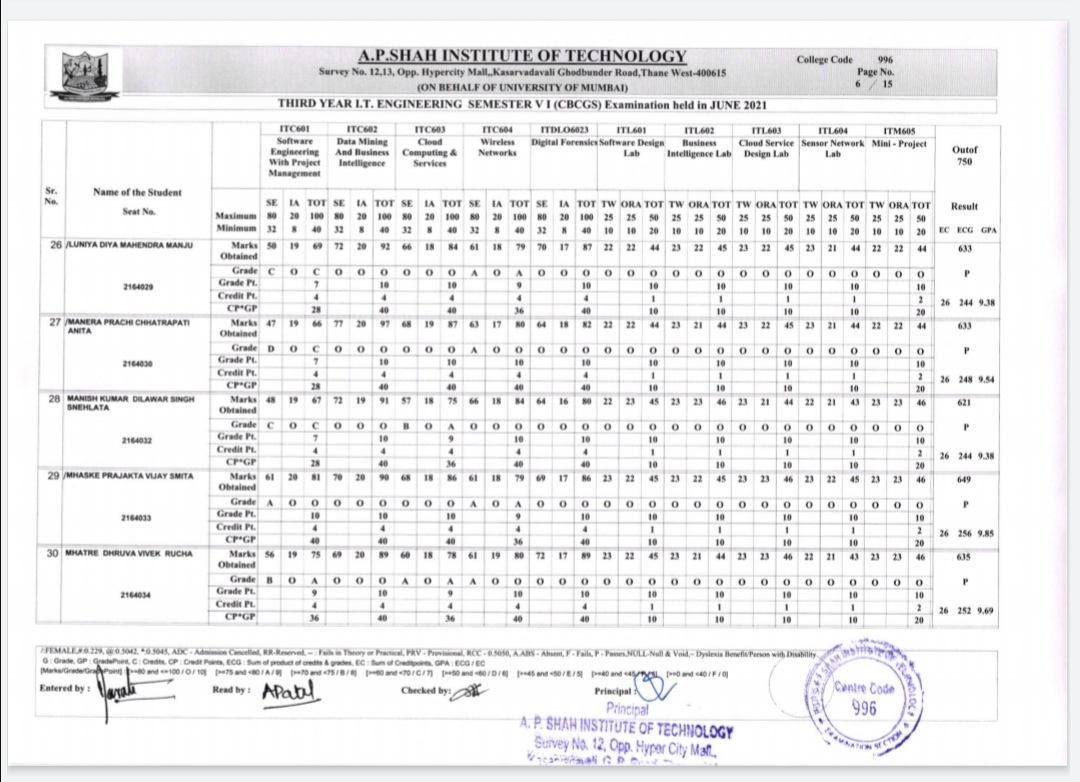 A.P.SHAH INSTITUTE OF TECHNOLOGY
Survey No. 12,13, Opp. Hypercity Mall,,Kasarvadavali Ghodbunder Road,Thane West-400615
(ON BEHALF OF UNIVERSITY OF MUMBAI)
College Code 996
Page No.
6 / 15
THIRD YEAR I.T. ENGINEERING SEMESTER V I (CBCGS) Examination held in JUNE 2021
ITC601 ITC602 ITC603 ITC604 ITDLO6023 ITL601 ITL602 ITL603 ITL604 ITM605
Software Engineering With Project Management Data Mining And Business Intelligence Cloud Computing & Services Wireless Networks Digital Forensics Software Design Lab Business Intelligence Lab Cloud Service Design Lab Sensor Network Lab Mini - Project Outof 750
Sr. No. Name of the Student Seat No.
SE IA TOT SE IA TOT SE IA TOT SE IA TOT SE IA TOT TW ORA TOT TW ORA TOT TW ORA TOT TW ORA TOT TW ORA TOT Result
Maximum 80 20 100 80 20 100 80 20 100 80 20 100 80 20 100 25 25 50 25 25 50 25 25 50 25 25 50 25 25 50
Minimum 32 8 40 32 8 40 32 8 40 32 8 40 32 8 40 10 10 20 10 10 20 10 10 20 10 10 20 10 10 20 EC ECG GPA
26 /LUNIYA DIYA MAHENDRA MANJU Marks Obtained 50 19 69 72 20 92 66 18 84 61 18 79 70 17 87 22 22 44 23 22 45 23 22 45 23 21 44 22 22 44 633
Grade C O C O O O O O O A O A O O O O O O O O O O O O O O O O O O P
2164029 Grade Pt. 7 10 10 9 10 10 10 10 10 10
Credit Pt. 4 4 4 4 4 1 1 1 1 2
CP*GP 28 40 40 36 40 10 10 10 10 20 26 244 9.38
27 /MANERA PRACHI CHHATRAPATI ANITA Marks Obtained 47 19 66 77 20 97 68 19 87 63 17 80 64 18 82 22 22 44 23 21 44 23 22 45 23 21 44 22 22 44 633
Grade D O C O O O O O O A O O O O O O O O O O O O O O O O O O O O P
2164030 Grade Pt. 7 10 10 10 10 10 10 10 10 10
Credit Pt. 4 4 4 4 4 1 1 1 1 2
CP*GP 28 40 40 40 40 10 10 10 10 20 26 248 9.54
28 MANISH KUMAR DILAWAR SINGH SNEHLATA Marks Obtained 48 19 67 72 19 91 57 18 75 66 18 84 64 16 80 22 23 45 23 23 46 23 21 44 22 21 43 23 23 46 621
Grade C O C O O O B O A O O O O O O O O O O O O O O O O O O O O O P
2164032 Grade Pt. 7 10 9 10 10 10 10 10 10 10
Credit Pt. 4 4 4 4 4 1 1 1 1 2
CP*GP 28 40 36 40 40 10 10 10 10 20 26 244 9.38
29 /MHASKE PRAJAKTA VIJAY SMITA Marks Obtained 61 20 81 70 20 90 68 18 86 61 18 79 69 17 86 23 22 45 23 22 45 23 23 46 23 22 45 23 23 46 649
Grade A O O O O O O O O A O A O O O O O O O O O O O O O O O O O O P
2164033 Grade Pt. 10 10 10 9 10 10 10 10 10 10
Credit Pt. 4 4 4 4 4 1 1 1 1 2
CP*GP 40 40 40 36 40 10 10 10 10 20 26 256 9.85
30 MHATRE DHRUVA VIVEK RUCHA Marks Obtained 56 19 75 69 20 89 60 18 78 61 19 80 72 17 89 23 22 45 23 21 44 23 23 46 22 21 43 23 23 46 635
Grade B O A O O O A O A A O O O O O O O O O O O O O O O O O O O O P
2164034 Grade Pt. 9 10 9 10 10 10 10 10 10 10
Credit Pt. 4 4 4 4 4 1 1 1 1 2
CP*GP 36 40 36 40 40 10 10 10 10 20 26 252 9.69
/:FEMALE,#:0.229, @:0.5042, *:0.5045, ADC - Admission Cancelled, RR-Reserved, - Fails in Theory or Practical, PRV - Provisional, RCC - 0.5050, A.ABS - Absent, F - Fails, P - Passes,NULL-Null & Void,- Dyslexia Benefit/Person with Disability
G : Grade, GP : GradePoint, C : Credits, CP : Credit Points, ECG : Sum of product of credits & grades, EC : Sum of Creditpoints, GPA : ECG / EC
[Marks/Grade/GradePoint] [>=80 and <=100 / O / 10] [>=75 and <80 / A / 9] [>=70 and <75 / B / 8] [>=60 and <70 / C / 7] [>=50 and <60 / D / 6] [>=45 and <50 / E / 5] [>=40 and <45/ [>=0 and <40 / F / 0]
Entered by : Read by : APatal Checked by: Principal :
Principal
A. P. SHAH INSTITUTE OF TECHNOLOGY
Survey No. 12, Opp. Hyper City Mall,
Centre Code
996
EXAMINATION SECTION